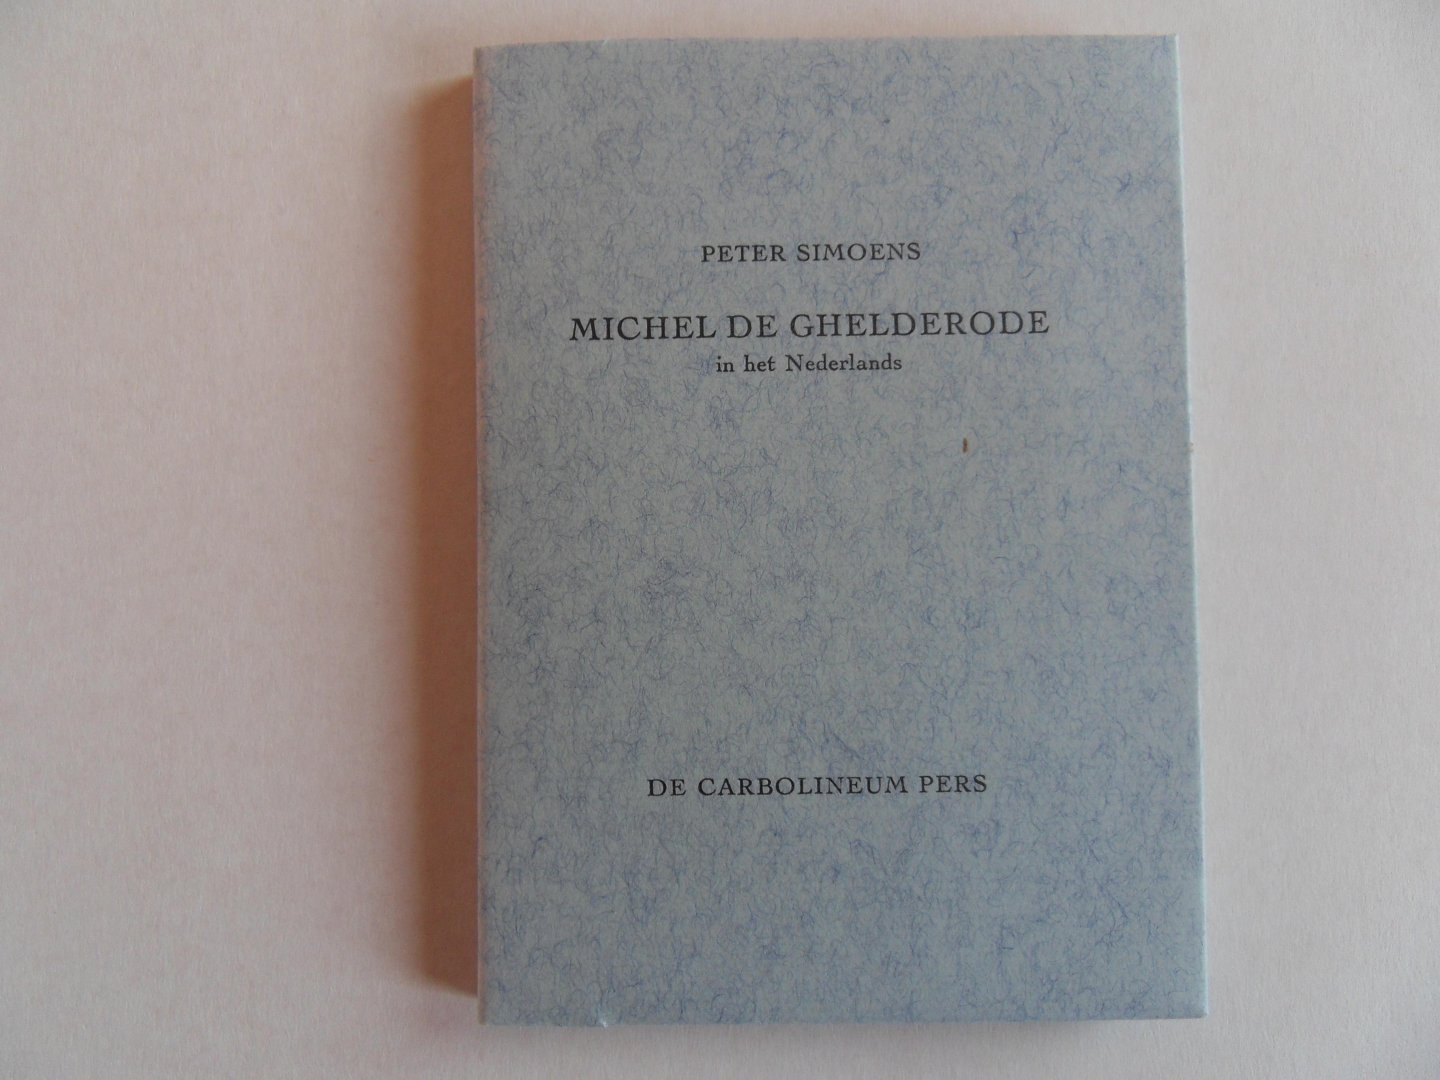 PETER SIMOENS
MICHEL DE GHELDERODE
in het Nederlands
DE CARBOLINEUM PERS